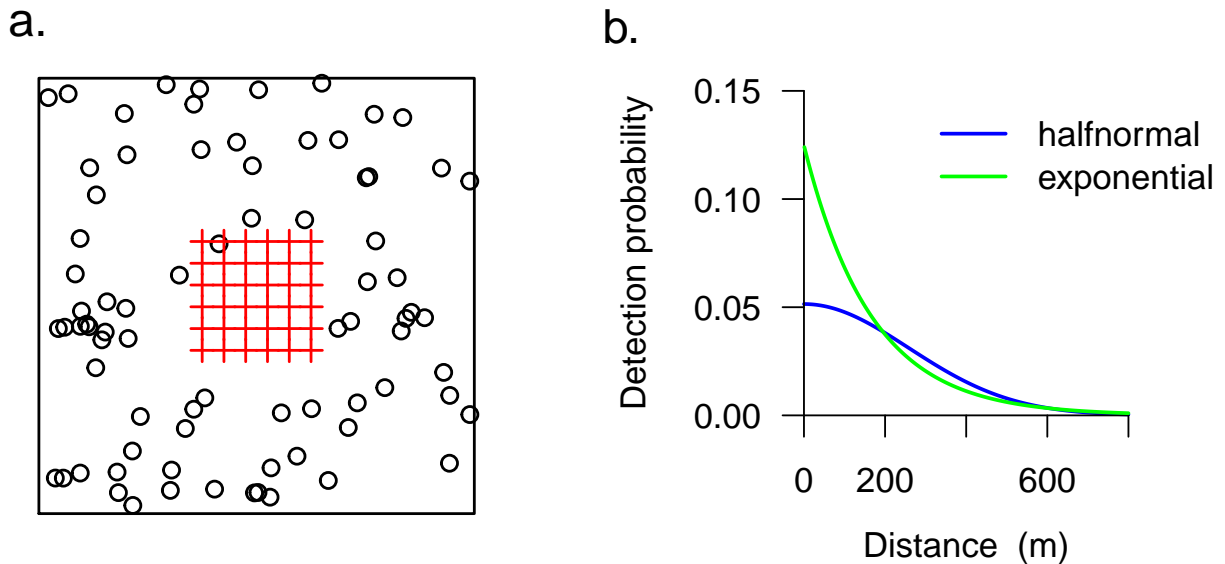 a.
b.
Detection probability
0.15
0.10
0.05
0.00
halfnormal
exponential
0 200 600
Distance (m)